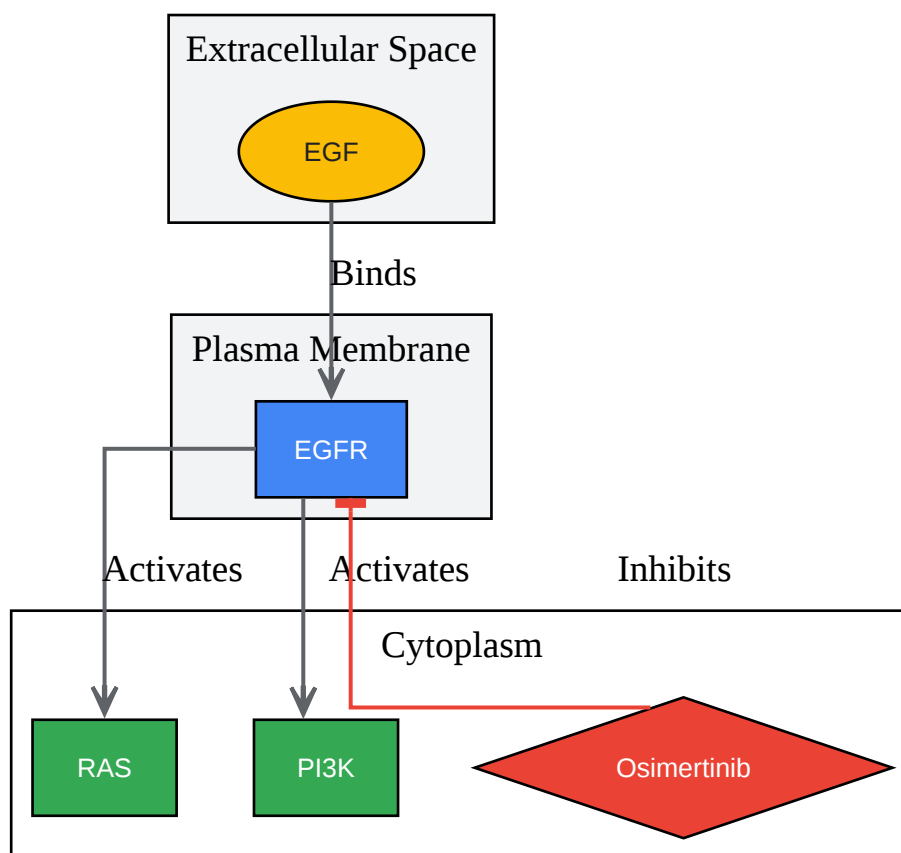 Extracellular Space
EGF
Binds
Plasma Membrane
EGFR
Activates
Activates
Inhibits
Cytoplasm
RAS
PI3K
Osimertinib